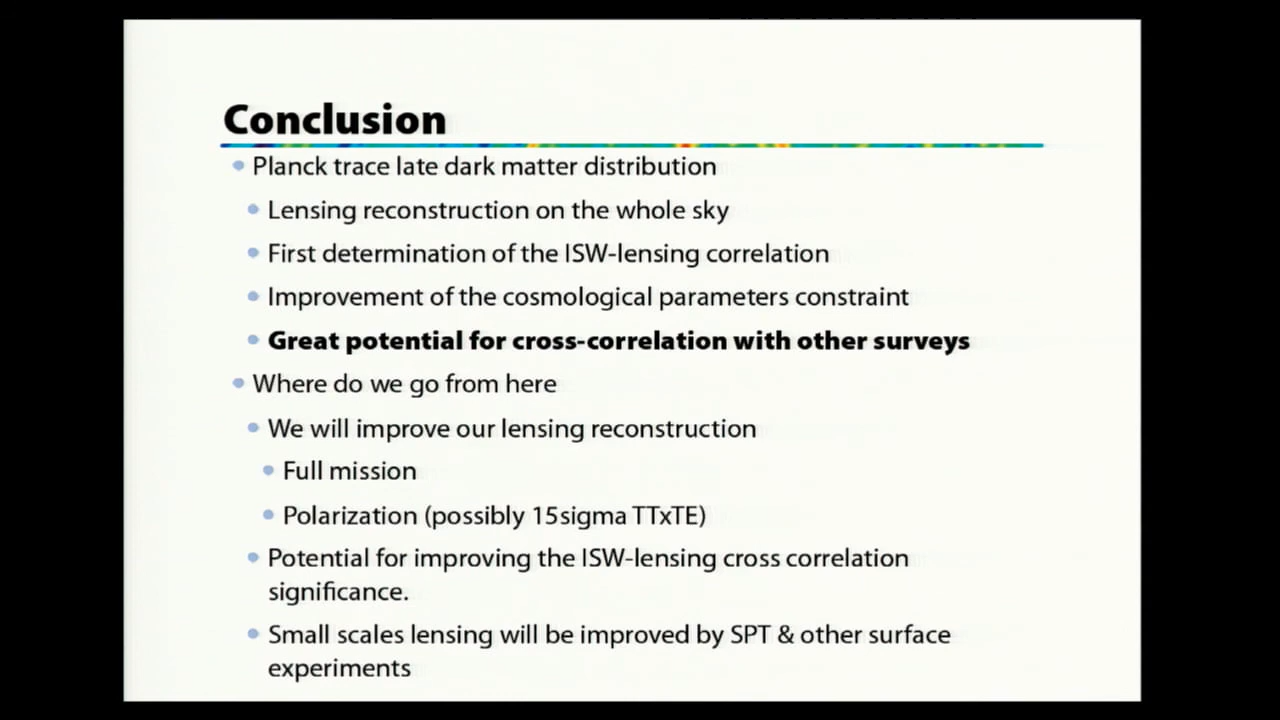 Conclusion
Planck trace late dark matter distribution
Lensing reconstruction on the whole sky
First determination of the ISW-lensing correlation
Improvement of the cosmological parameters constraint
Great potential for cross-correlation with other surveys
Where do we go from here
We will improve our lensing reconstruction
Full mission
Polarization (possibly 15sigma TTxTE)
Potential for improving the ISW-lensing cross correlation
significance.
Small scales lensing will be improved by SPT & other surface
experiments